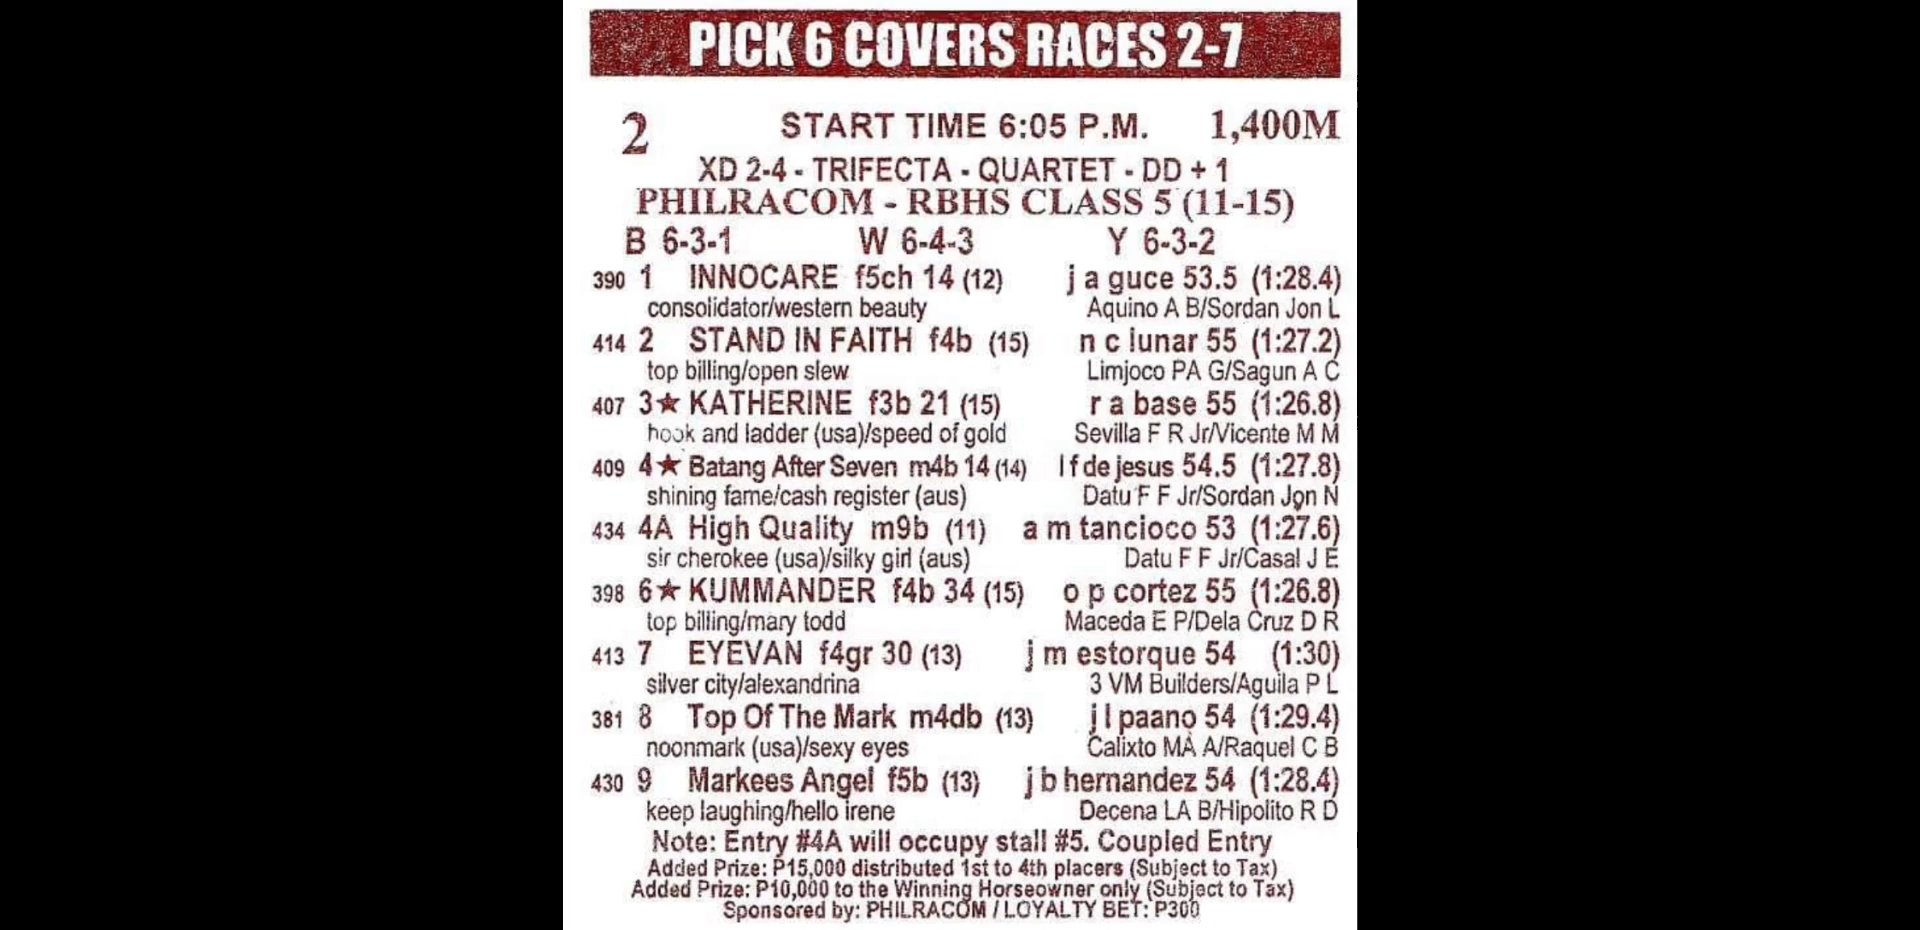 PICK 6 COVERS RACES 2-7
2 START TIME 6:05 P.M. 1,400M
XD 2-4 - TRIFECTA - QUARTET - DD + 1
PHILRACOM - RBHS CLASS 5 (11-15)
B 6-3-1 W 6-4-3 Y 6-3-2
390 1 INNOCARE f5ch 14 (12) j a guce 53.5 (1:28.4)
consolidator/western beauty Aquino A B/Sordan Jon L
414 2 STAND IN FAITH f4b (15) n c lunar 55 (1:27.2)
top billing/open slew Limjoco PA G/Sagun A C
407 3★ KATHERINE f3b 21 (15) r a base 55 (1:26.8)
hook and ladder (usa)/speed of gold Sevilla F R Jr/Vicente M M
409 4★ Batang After Seven m4b 14 (14) l f de jesus 54.5 (1:27.8)
shining fame/cash register (aus) Datu F F Jr/Sordan Jon N
434 4A High Quality m9b (11) a m tancioco 53 (1:27.6)
sir cherokee (usa)/silky girl (aus) Datu F F Jr/Casal J E
398 6★ KUMMANDER f4b 34 (15) o p cortez 55 (1:26.8)
top billing/mary todd Maceda E P/Dela Cruz D R
413 7 EYEVAN f4gr 30 (13) j m estorque 54 (1:30)
silver city/alexandrina 3 VM Builders/Aguila P L
381 8 Top Of The Mark m4db (13) j l paano 54 (1:29.4)
noonmark (usa)/sexy eyes Calixto MA A/Raquel C B
430 9 Markees Angel f5b (13) j b hernandez 54 (1:28.4)
keep laughing/hello irene Decena LA B/Hipolito R D
Note: Entry #4A will occupy stall #5. Coupled Entry
Added Prize: P15,000 distributed 1st to 4th placers (Subject to Tax)
Added Prize: P10,000 to the Winning Horseowner only (Subject to Tax)
Sponsored by: PHILRACOM / LOYALTY BET: P300